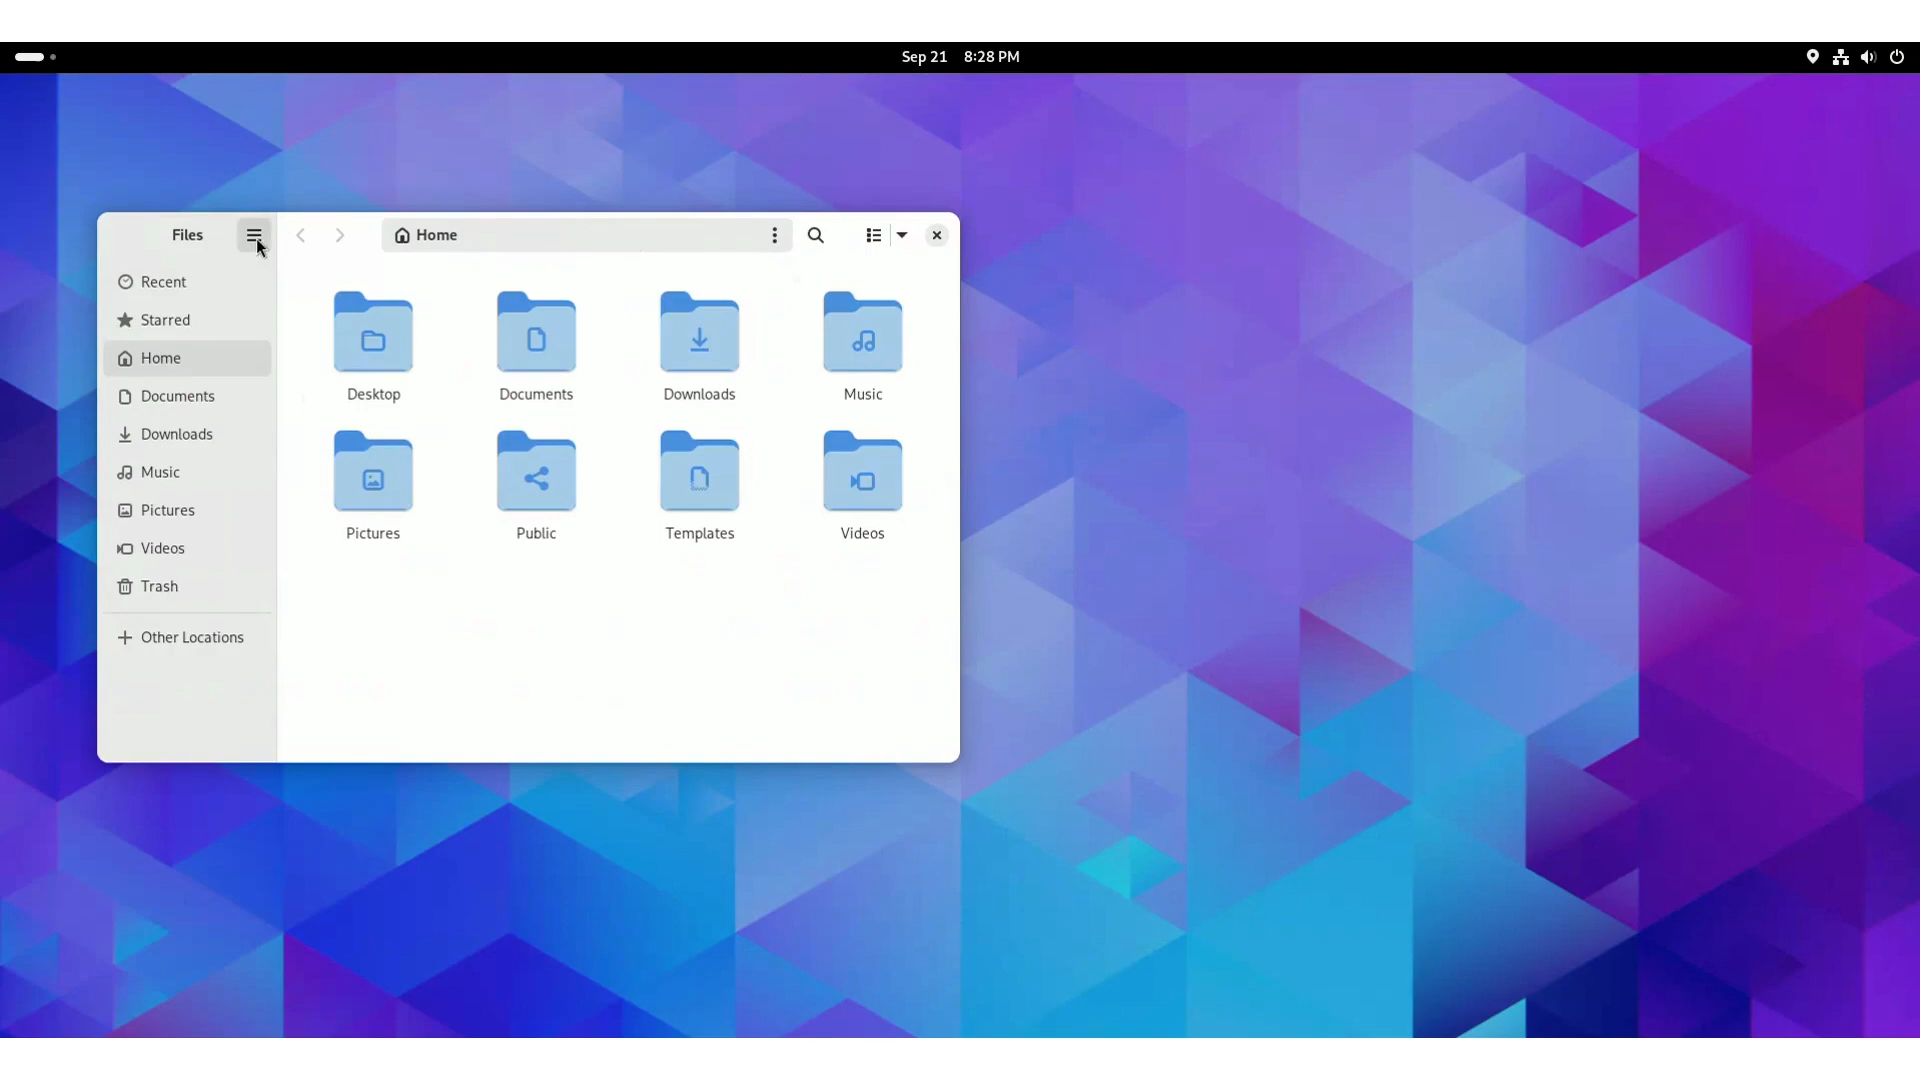 Sep 21 8:28 PM
Files
Home
Recent
Starred
Home
Documents
Downloads
Music
Pictures
Videos
Trash
Other Locations
Desktop
Documents
Downloads
Music
Pictures
Public
Templates
Videos